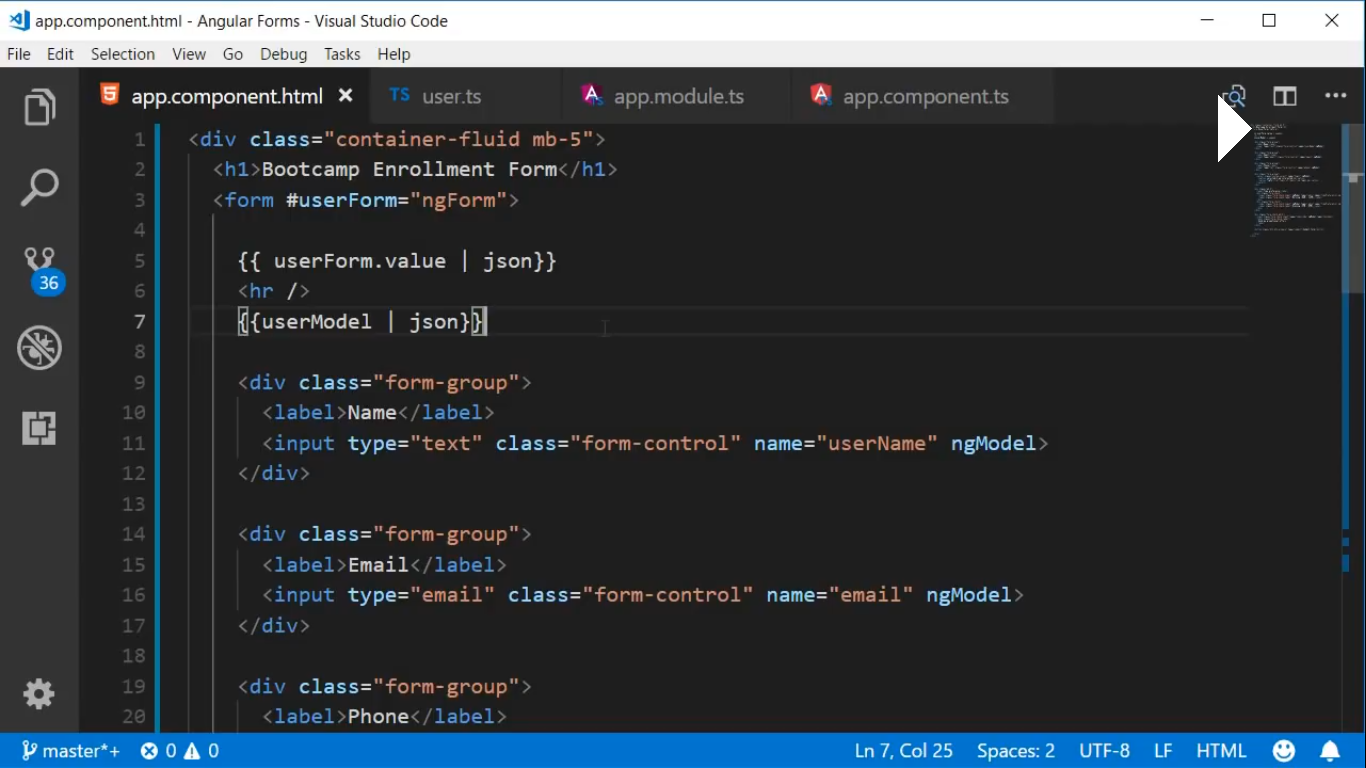 app.component.html - Angular Forms - Visual Studio Code
File Edit Selection View Go Debug Tasks Help
app.component.html TS user.ts app.module.ts app.component.ts
1 <div class="container-fluid mb-5">
2 <h1>Bootcamp Enrollment Form</h1>
3 <form #userForm="ngForm">
4
5 {{ userForm.value | json}}
6 <hr />
7 {{userModel | json}}
8
9 <div class="form-group">
10 <label>Name</label>
11 <input type="text" class="form-control" name="userName" ngModel>
12 </div>
13
14 <div class="form-group">
15 <label>Email</label>
16 <input type="email" class="form-control" name="email" ngModel>
17 </div>
18
19 <div class="form-group">
20 <label>Phone</label>
36
master*+ 0 0 Ln 7, Col 25 Spaces: 2 UTF-8 LF HTML